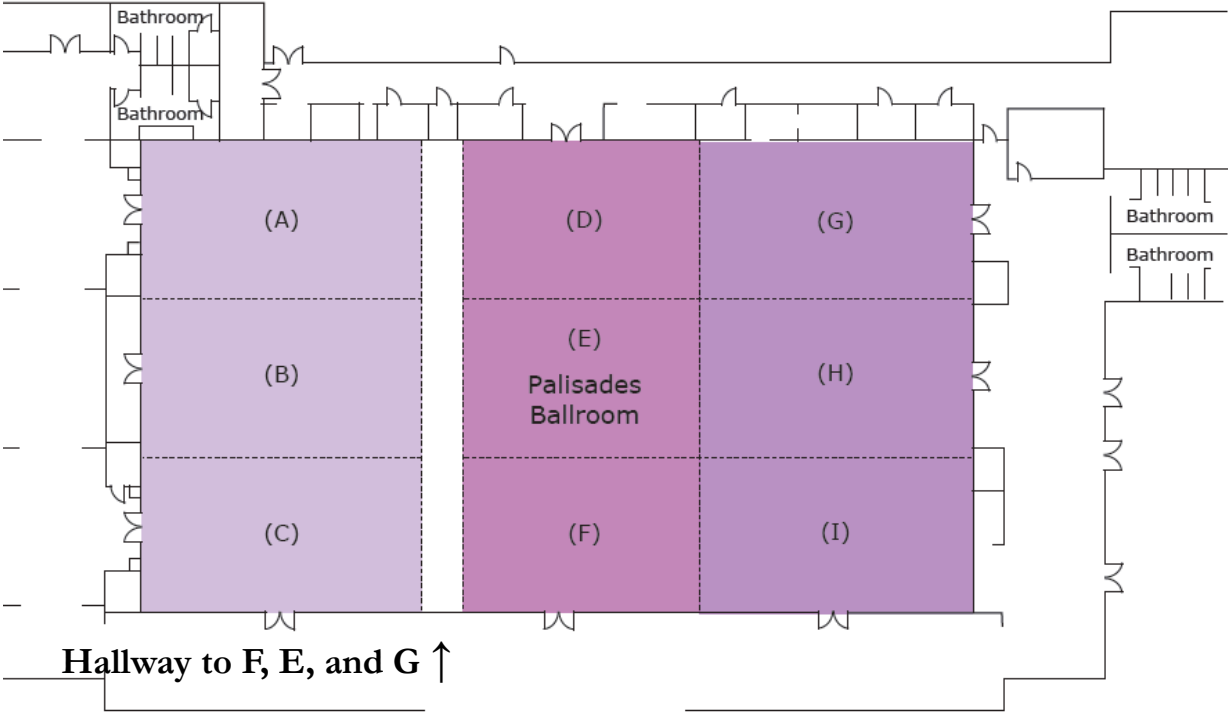 Bathroom
Bathroom
(A)
(D)
(G)
Bathroom
Bathroom
(E)
(B)
Palisades
Ballroom
(H)
(C)
(F)
(I)
Hallway to F, E, and G ↑